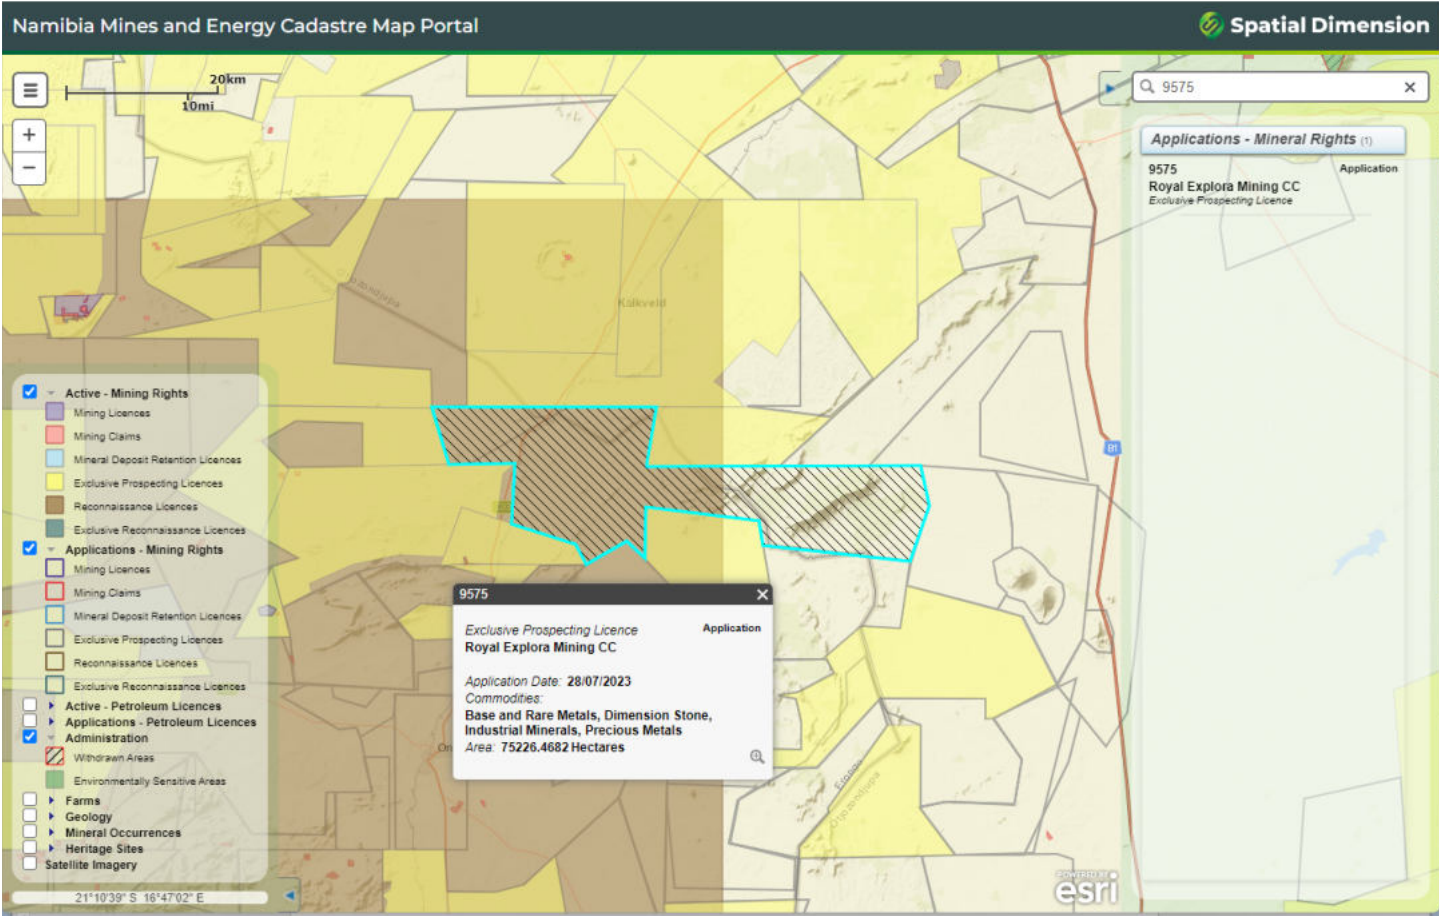 Namibia Mines and Energy Cadastre Map Portal
Spatial Dimension
20km
10mi
+
−
9575
Applications - Mineral Rights (1)
9575 Application
Royal Explora Mining CC
Exclusive Prospecting Licence
Otjozondjupa
Erongo
Kalkveld
B1
Active - Mining Rights
Mining Licences
Mining Claims
Mineral Deposit Retention Licences
Exclusive Prospecting Licences
Reconnaissance Licences
Exclusive Reconnaissance Licences
Applications - Mining Rights
Mining Licences
Mining Claims
Mineral Deposit Retention Licences
Exclusive Prospecting Licences
Reconnaissance Licences
Exclusive Reconnaissance Licences
Active - Petroleum Licences
Applications - Petroleum Licences
Administration
Withdrawn Areas
Environmentally Sensitive Areas
Farms
Geology
Mineral Occurrences
Heritage Sites
Satellite Imagery
21°10'39" S 16°47'02" E
9575
Exclusive Prospecting Licence Application
Royal Explora Mining CC
Application Date: 28/07/2023
Commodities:
Base and Rare Metals, Dimension Stone,
Industrial Minerals, Precious Metals
Area: 75226.4682 Hectares
Erongo
Otjozondjupa
POWERED BY
esri